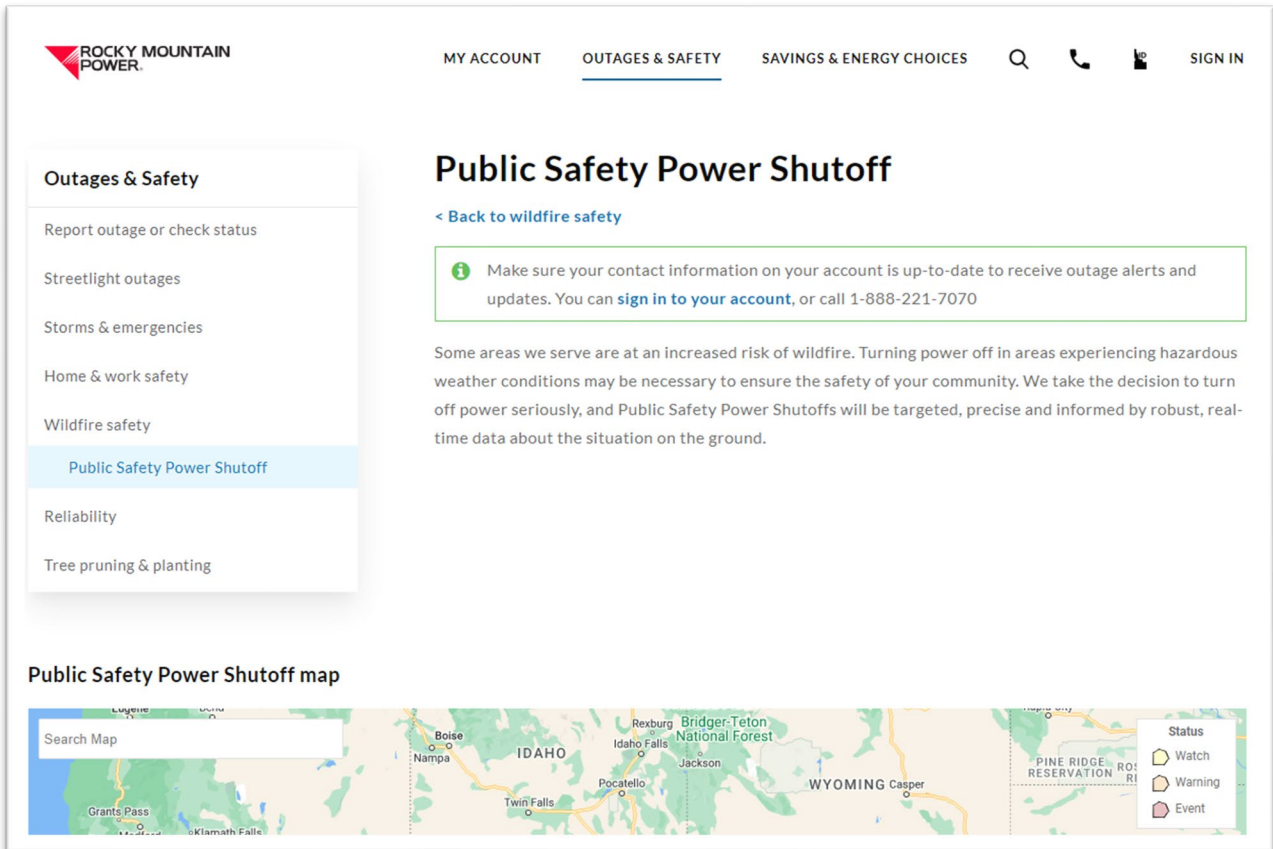 ROCKY MOUNTAIN
POWER.
MY ACCOUNT
OUTAGES & SAFETY
SAVINGS & ENERGY CHOICES
SIGN IN
Outages & Safety
Report outage or check status
Streetlight outages
Storms & emergencies
Home & work safety
Wildfire safety
Public Safety Power Shutoff
Reliability
Tree pruning & planting
Public Safety Power Shutoff
< Back to wildfire safety
Make sure your contact information on your account is up-to-date to receive outage alerts and
updates. You can sign in to your account, or call 1-888-221-7070
Some areas we serve are at an increased risk of wildfire. Turning power off in areas experiencing hazardous
weather conditions may be necessary to ensure the safety of your community. We take the decision to turn
off power seriously, and Public Safety Power Shutoffs will be targeted, precise and informed by robust, real-
time data about the situation on the ground.
Public Safety Power Shutoff map
Search Map
Eugene
Boise
Nampa
IDAHO
Rexburg
Idaho Falls
Bridger-Teton
National Forest
Jackson
Pocatello
Twin Falls
WYOMING
Casper
PINE RIDGE
RESERVATION
Grants Pass
Medford
Klamath Falls
Status
Watch
Warning
Event